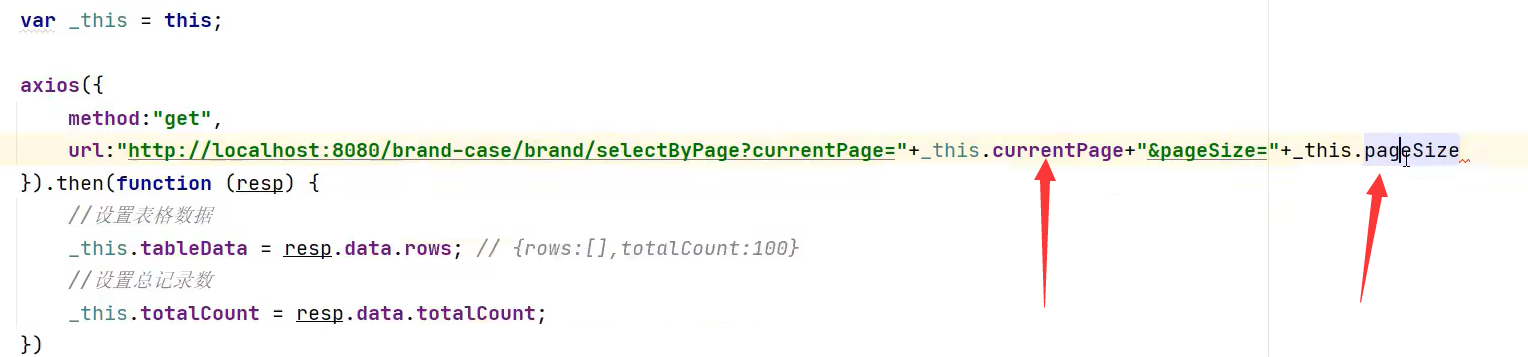 var _this = this;
axios({
method:"get",
url:"http://localhost:8080/brand-case/brand/selectByPage?currentPage="+_this.currentPage+"&pageSize="+_this.pageSize
}).then(function (resp) {
//设置表格数据
_this.tableData = resp.data.rows; // {rows:[],totalCount:100}
//设置总记录数
_this.totalCount = resp.data.totalCount;
})